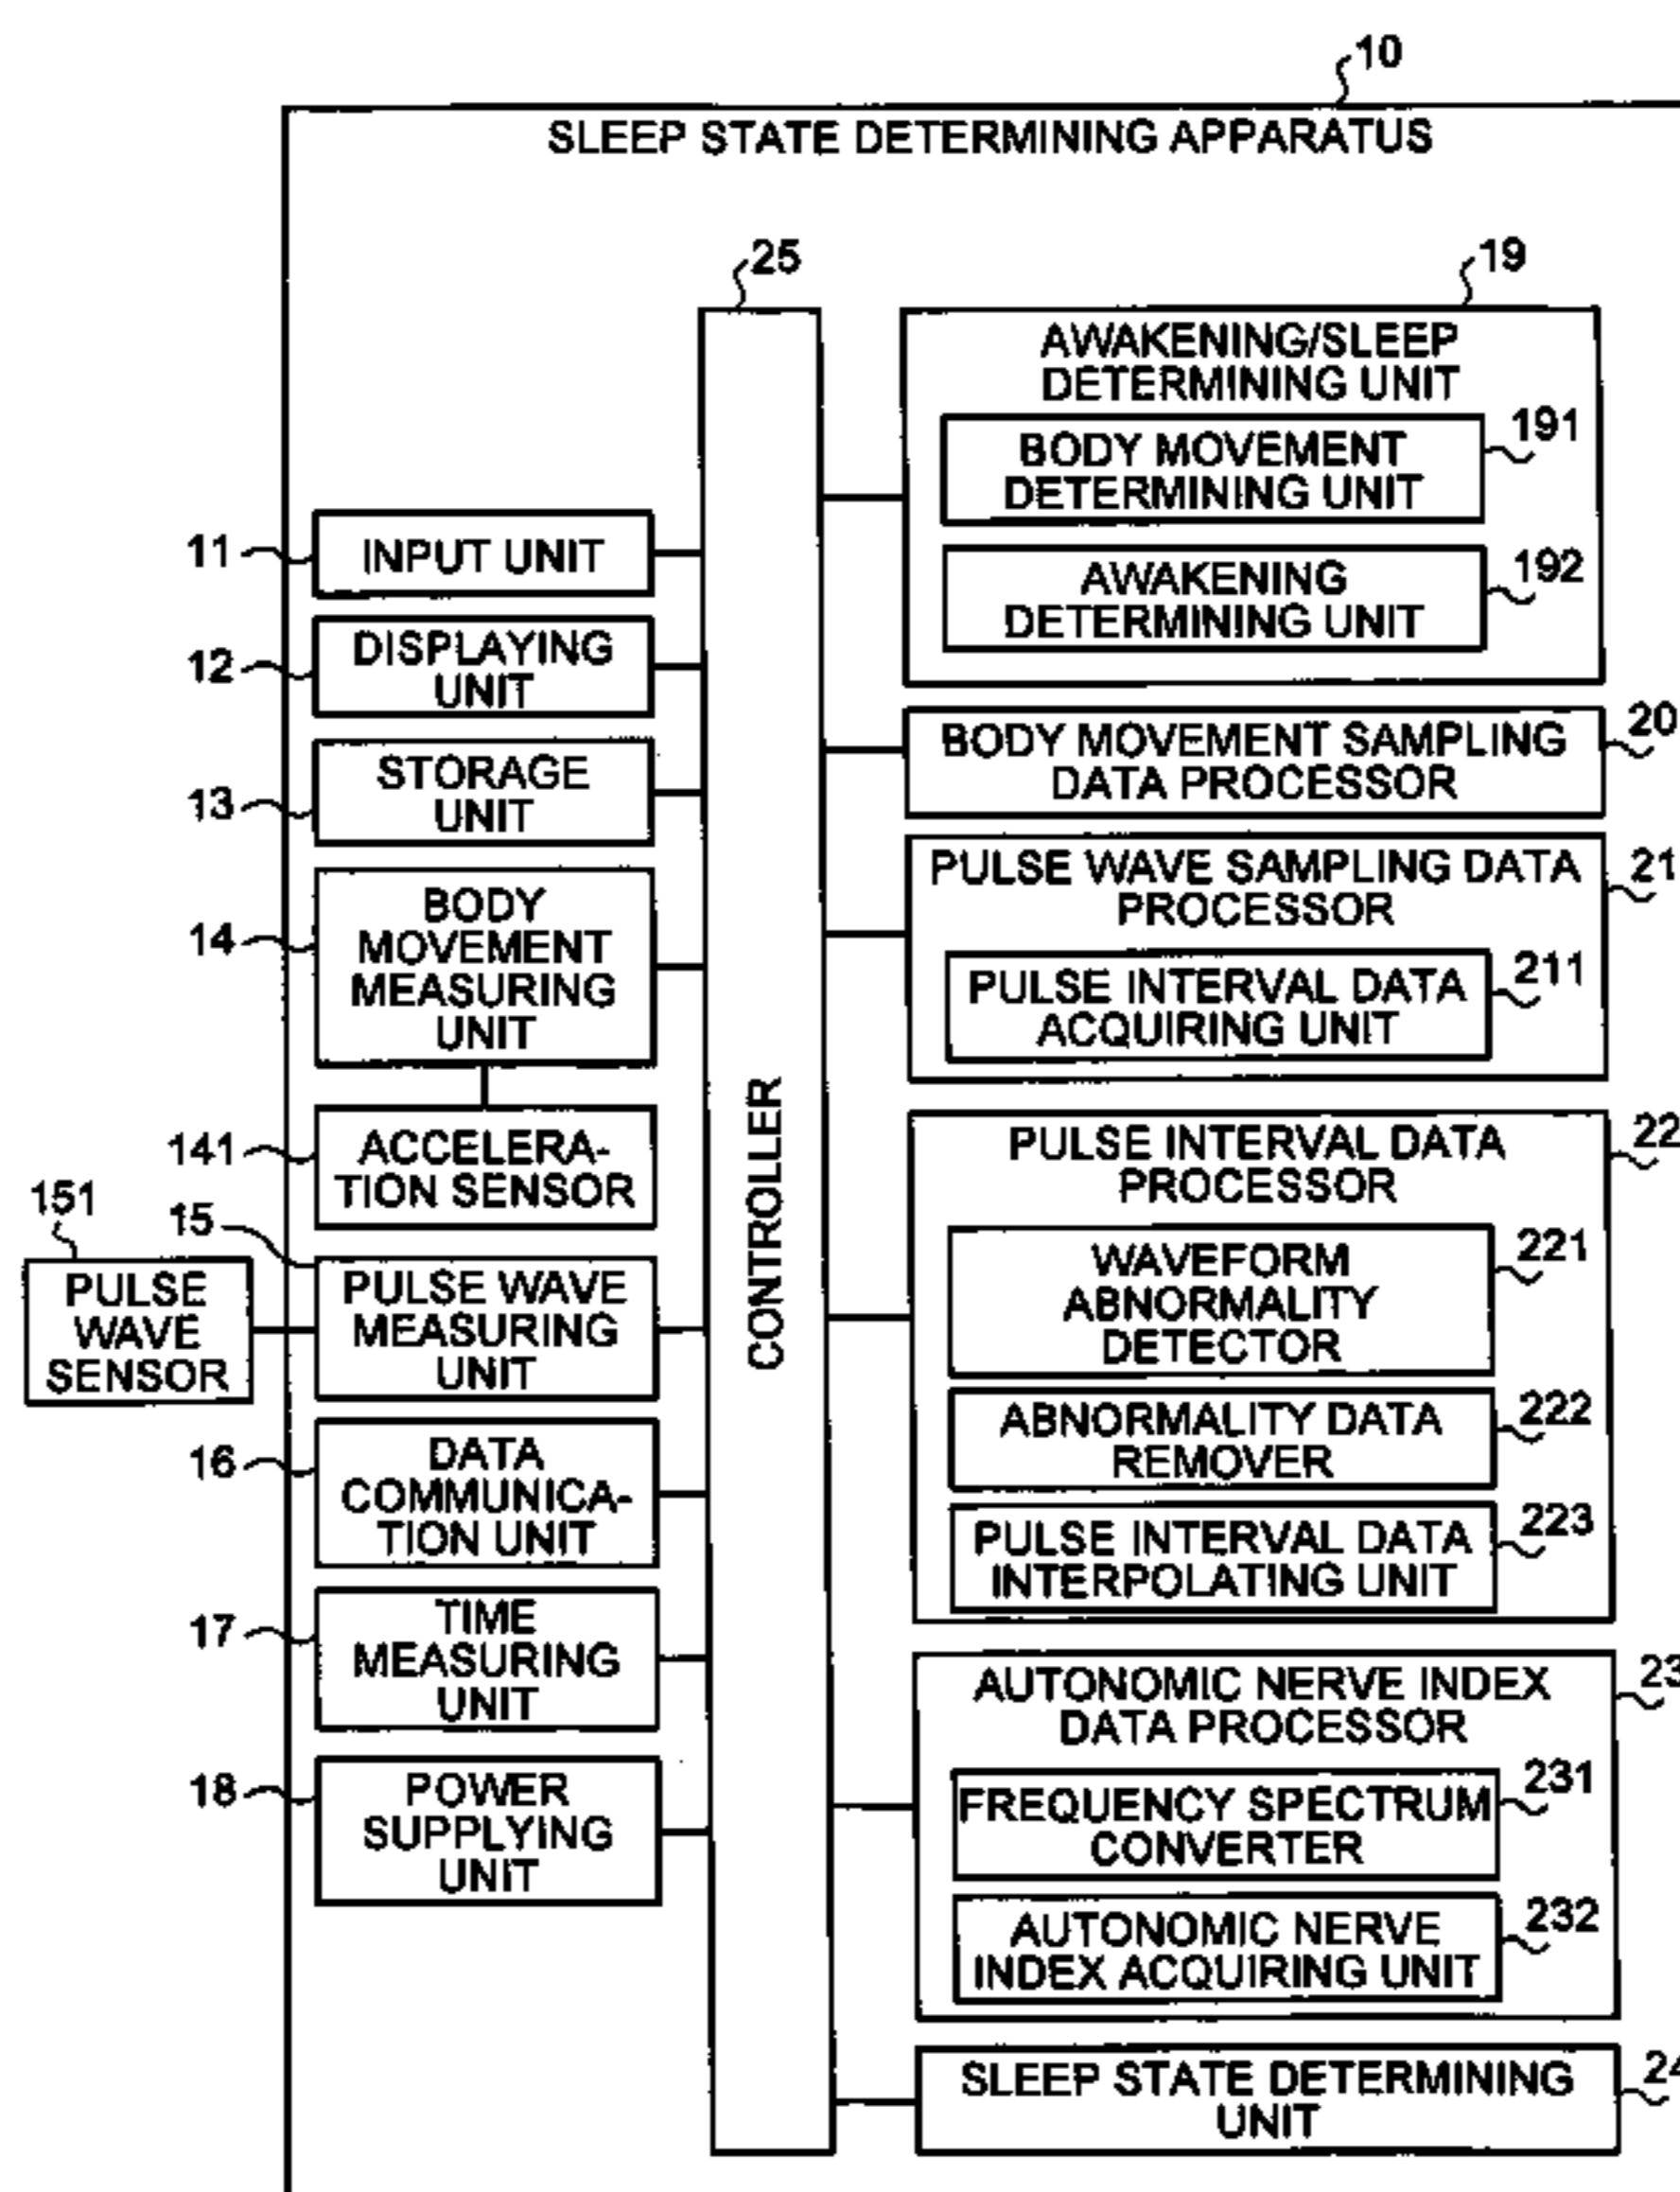 10
SLEEP STATE DETERMINING APPARATUS
25
19
AWAKENING/SLEEP
DETERMINING UNIT
191
BODY MOVEMENT
DETERMINING UNIT
192
AWAKENING
DETERMINING UNIT
11
INPUT UNIT
12
DISPLAYING
UNIT
13
STORAGE
UNIT
14
BODY
MOVEMENT
MEASURING
UNIT
141
ACCELERA-
TION SENSOR
151
PULSE
WAVE
SENSOR
15
PULSE WAVE
MEASURING
UNIT
16
DATA
COMMUNICA-
TION UNIT
17
TIME
MEASURING
UNIT
18
POWER
SUPPLYING
UNIT
CONTROLLER
20
BODY MOVEMENT SAMPLING
DATA PROCESSOR
21
PULSE WAVE SAMPLING DATA
PROCESSOR
211
PULSE INTERVAL DATA
ACQUIRING UNIT
22
PULSE INTERVAL DATA
PROCESSOR
221
WAVEFORM
ABNORMALITY
DETECTOR
222
ABNORMALITY DATA
REMOVER
223
PULSE INTERVAL DATA
INTERPOLATING UNIT
23
AUTONOMIC NERVE INDEX
DATA PROCESSOR
231
FREQUENCY SPECTRUM
CONVERTER
232
AUTONOMIC NERVE
INDEX ACQUIRING UNIT
24
SLEEP STATE DETERMINING
UNIT